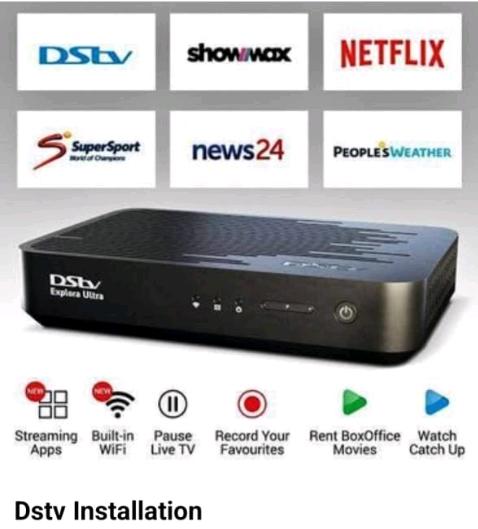 DStv
showmax
NETFLIX
SuperSport
World of Champions
news24
PEOPLE'S WEATHER
DStv
Explora Ultra
NEW
NEW
Streaming Apps
Built-in WiFi
Pause Live TV
Record Your Favourites
Rent BoxOffice Movies
Watch Catch Up
Dstv Installation